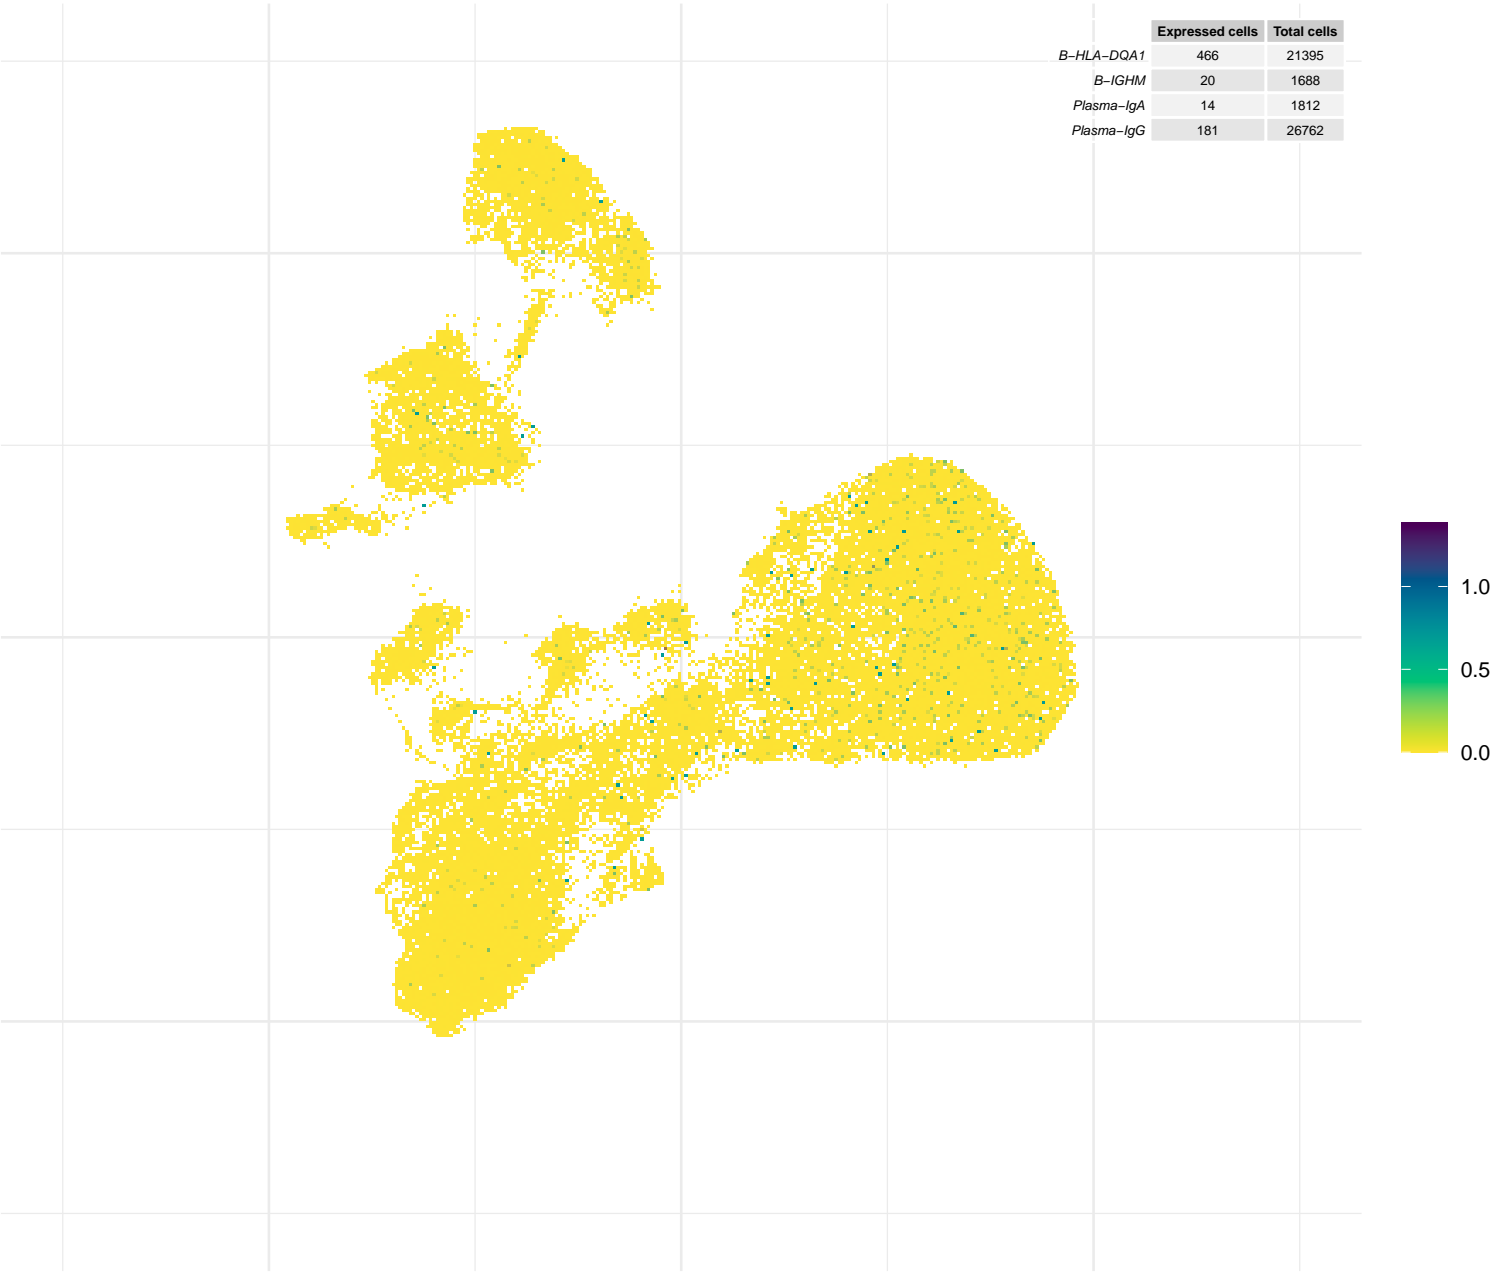 Expressed cells Total cells
B−HLA−DQA1 466 21395
B−IGHM 20 1688
Plasma−IgA 14 1812
Plasma−IgG 181 26762
1.0
0.5
0.0